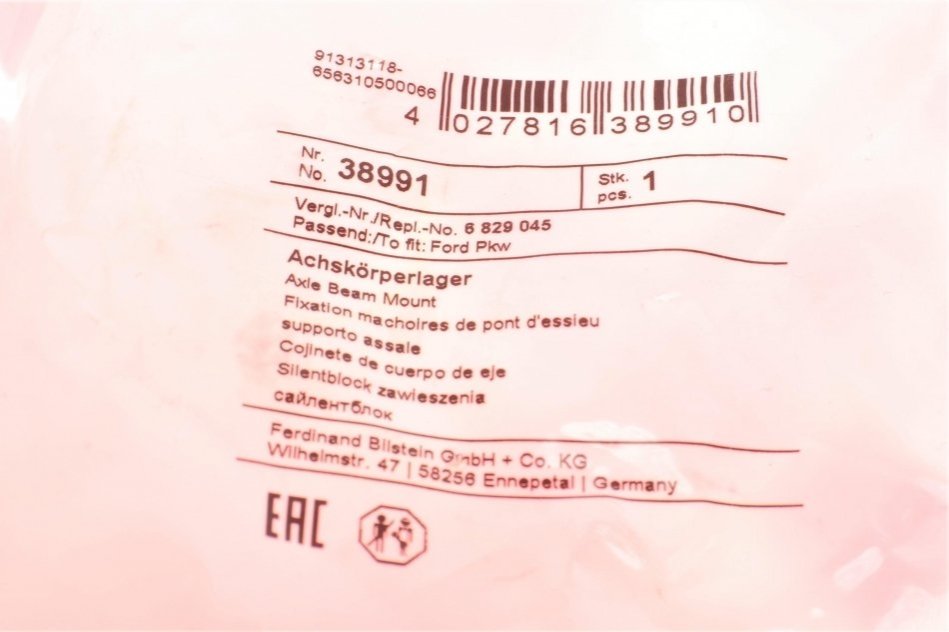 91313118-
656310500066
4 027816 389910
Nr.
No. 38991
Stk.
pcs. 1
Vergl.-Nr./Repl.-No. 6 829 045
Passend:/To fit: Ford Pkw
Achskörperlager
Axle Beam Mount
Fixation machoires de pont d'essieu
supporto assale
Cojinete de cuerpo de eje
Silentblock zawieszenia
сайлентблок
Ferdinand Bilstein GmbH + Co. KG
Wilhelmstr. 47 | 58256 Ennepetal | Germany
EAC